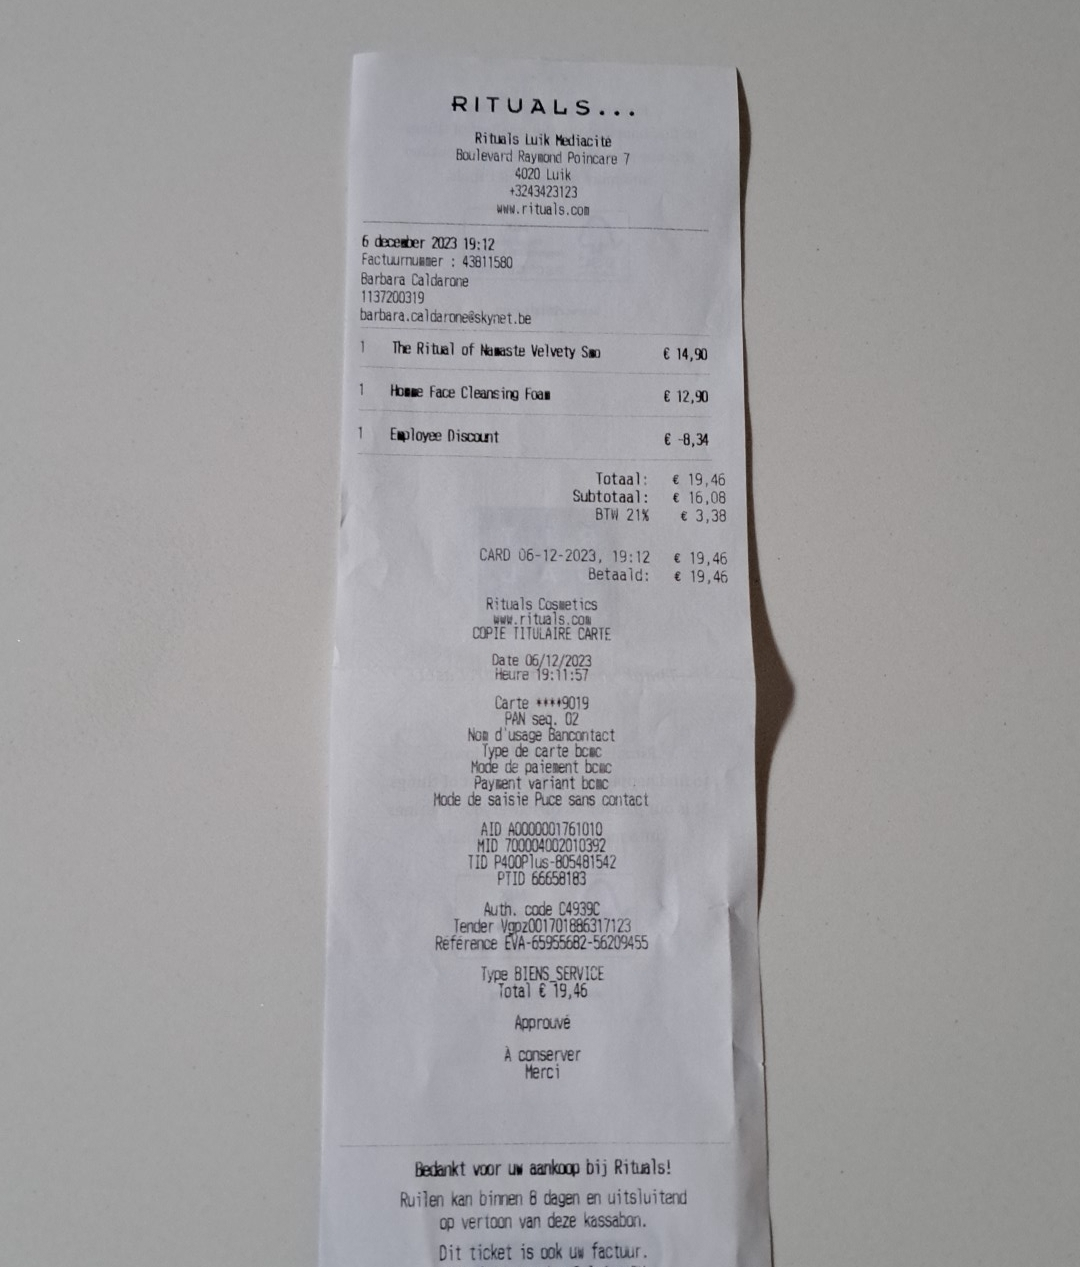 RITUALS...
Rituals Luik Mediacite
Boulevard Raymond Poincare 7
4020 Luik
+3243423123
www.rituals.com
6 december 2023 19:12
Factuurnummer : 43811580
Barbara Caldarone
1137200319
barbara.caldarone@skynet.be
1 The Ritual of Namaste Velvety Smo € 14,90
1 Homme Face Cleansing Foam € 12,90
1 Employee Discount € -8,34
Totaal: € 19,46
Subtotaal: € 16,08
BTW 21% € 3,38
CARD 06-12-2023, 19:12 € 19,46
Betaald: € 19,46
Rituals Cosmetics
www.rituals.com
COPIE TITULAIRE CARTE
Date 06/12/2023
Heure 19:11:57
Carte ****9019
PAN seq. 02
Nom d'usage Bancontact
Type de carte bcmc
Mode de paiement bcmc
Payment variant bcmc
Mode de saisie Puce sans contact
AID A0000001761010
MID 700004002010392
TID P400Plus-805481542
PTID 66658183
Auth. code C4939C
Tender Vgpz001701886317123
Référence EVA-65955682-56209455
Type BIENS_SERVICE
Total € 19,46
Approuvé
À conserver
Merci
Bedankt voor uw aankoop bij Rituals!
Ruilen kan binnen 8 dagen en uitsluitend
op vertoon van deze kassabon.
Dit ticket is ook uw factuur.